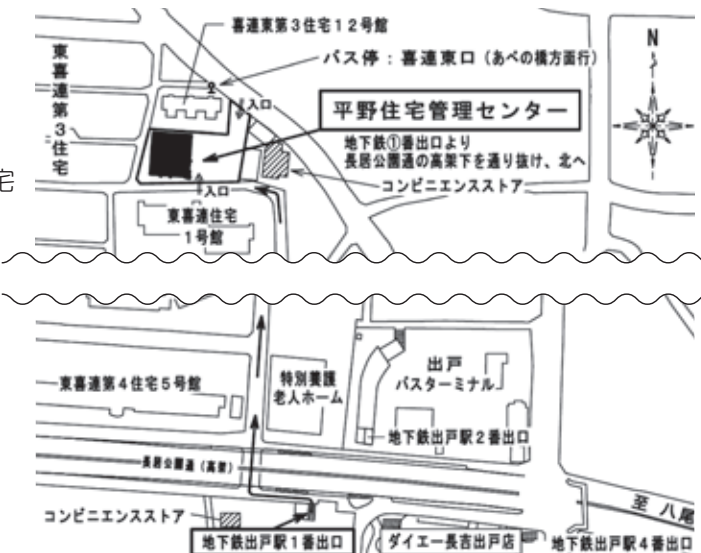 喜連東第3住宅12号館
東喜連第3住宅
バス停：喜連東口（あべの橋方面行）
N
入口
平野住宅管理センター
地下鉄①番出口より
長居公園通の高架下を通り抜け、北へ
宅
コンビニエンスストア
入口
東喜連住宅
1号館
出戸
バスターミナル
特別養護
老人ホーム
東喜連第4住宅5号館
地下鉄出戸駅2番出口
長居公園通（高架）
至 八尾
コンビニエンスストア
地下鉄出戸駅1番出口
ダイエー長吉出戸店
地下鉄出戸駅4番出口